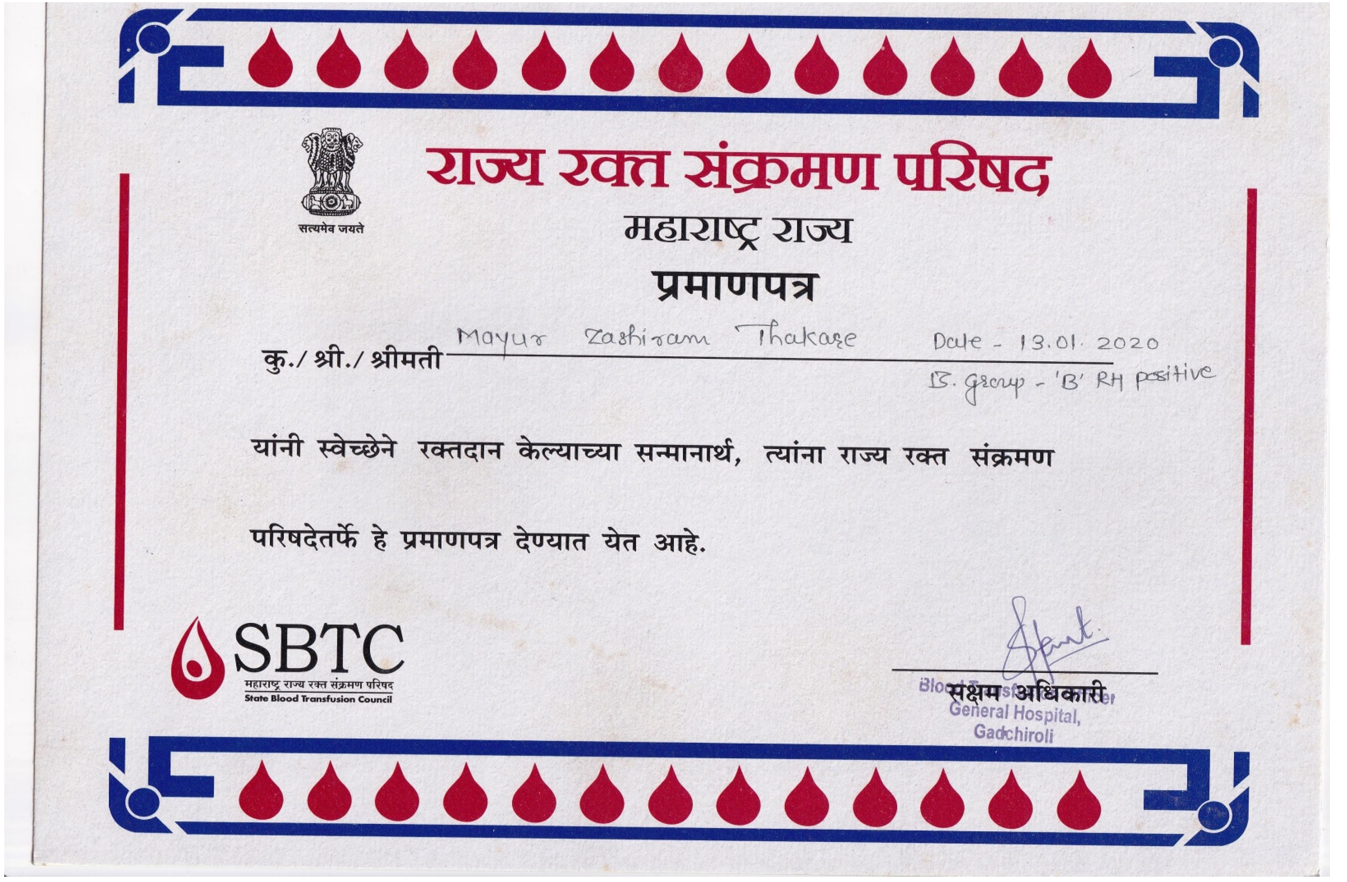 राज्य रक्त संक्रमण परिषद
सत्यमेव जयते
महाराष्ट्र राज्य
प्रमाणपत्र
कु./ श्री./ श्रीमती Mayur Zashiram Thakare Date - 13.01.2020
B. Group - 'B' RH positive
यांनी स्वेच्छेने रक्तदान केल्याच्या सन्मानार्थ, त्यांना राज्य रक्त संक्रमण
परिषदेतर्फे हे प्रमाणपत्र देण्यात येत आहे.
SBTC
महाराष्ट्र राज्य रक्त संक्रमण परिषद
State Blood Transfusion Council
सक्षम अधिकारी
General Hospital,
Gadchiroli